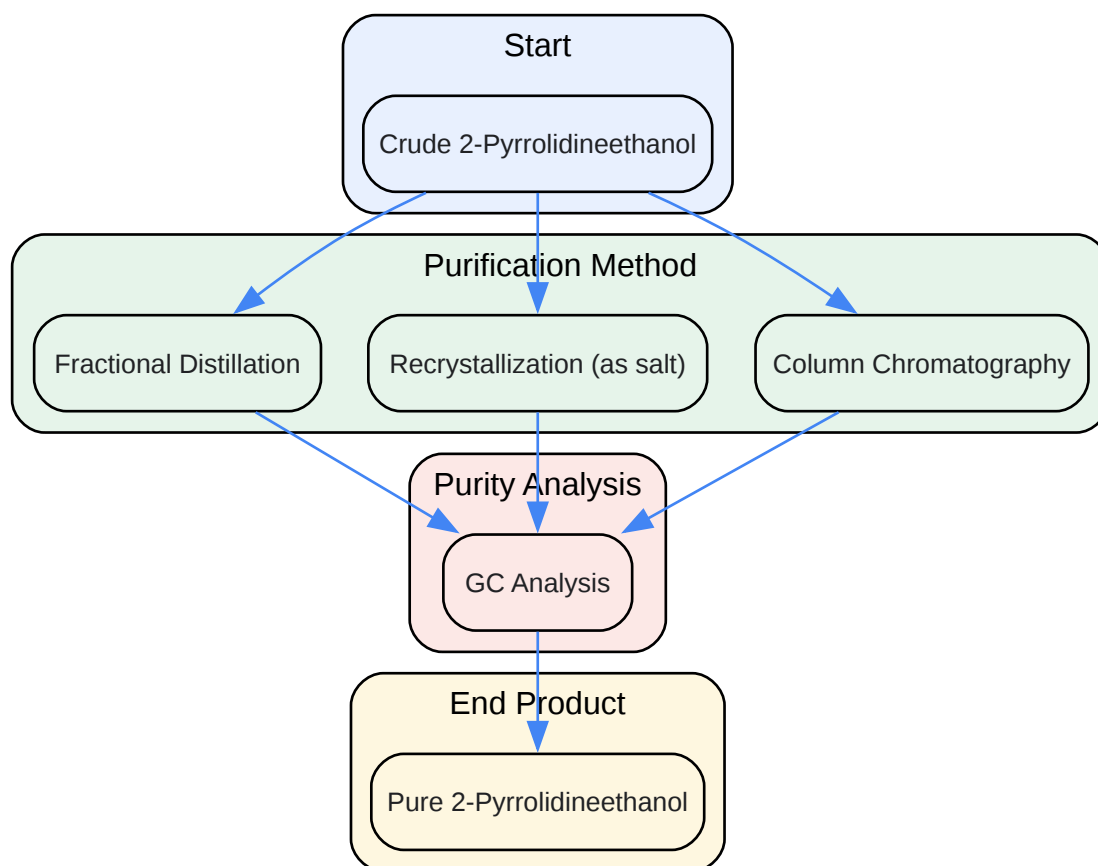 Start
Crude 2-Pyrrolidineethanol
Purification Method
Fractional Distillation
Recrystallization (as salt)
Column Chromatography
Purity Analysis
GC Analysis
End Product
Pure 2-Pyrrolidineethanol